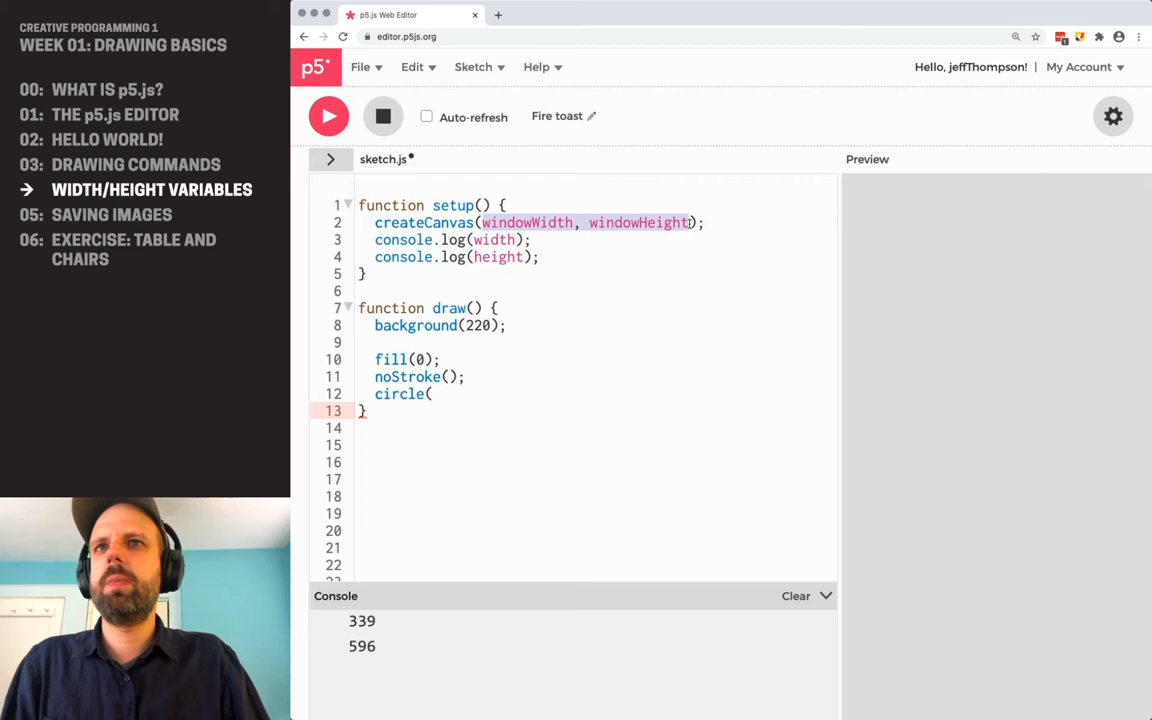 CREATIVE PROGRAMMING 1
WEEK 01: DRAWING BASICS
00: WHAT IS p5.js?
01: THE p5.js EDITOR
02: HELLO WORLD!
03: DRAWING COMMANDS
→ WIDTH/HEIGHT VARIABLES
05: SAVING IMAGES
06: EXERCISE: TABLE AND
CHAIRS
p5.js Web Editor
editor.p5js.org
p5* File Edit Sketch Help Hello, jeffThompson! My Account
Auto-refresh Fire toast
sketch.js
Preview
1 function setup() {
2 createCanvas(windowWidth, windowHeight);
3 console.log(width);
4 console.log(height);
5 }
6
7 function draw() {
8 background(220);
9
10 fill(0);
11 noStroke();
12 circle(
13 }
14
15
16
17
18
19
20
21
22
Console Clear
339
596